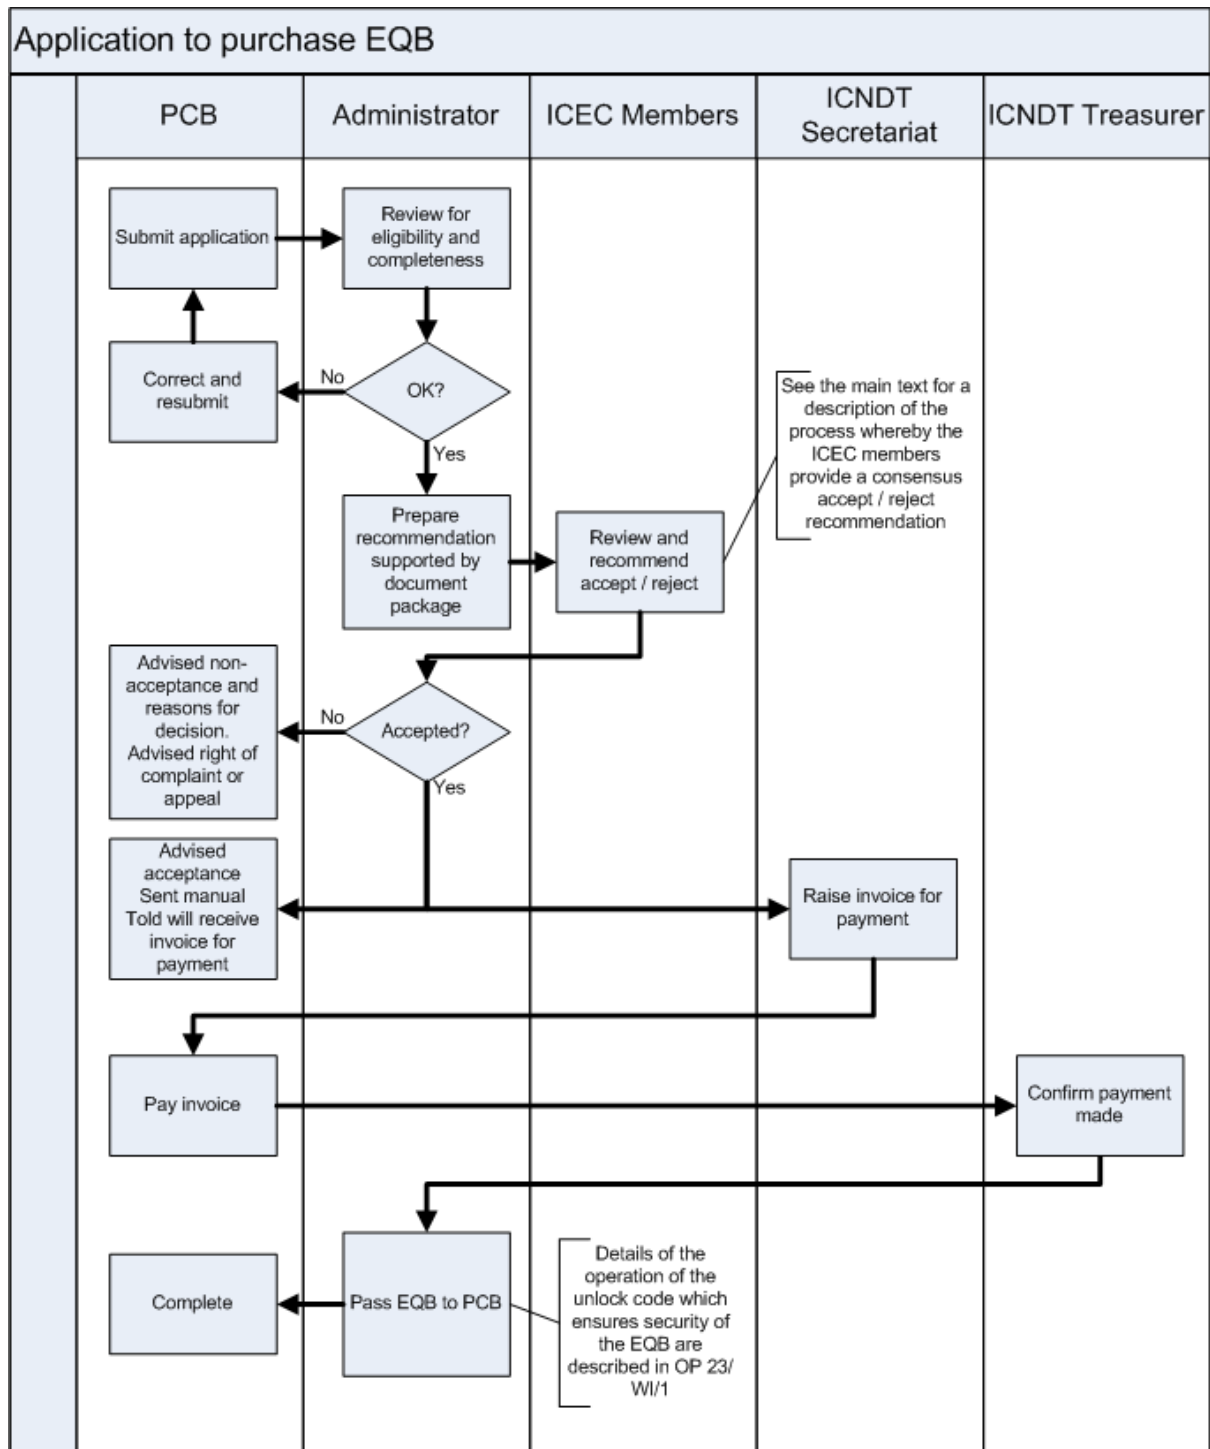 Application to purchase EQB
PCB
Administrator
ICEC Members
ICNDT
Secretariat
ICNDT Treasurer
Submit application
Review for
eligibility and
completeness
Correct and
resubmit
No
OK?
Yes
See the main text for a
description of the
process whereby the
ICEC members
provide a consensus
accept / reject
recommendation
Prepare
recommendation
supported by
document
package
Review and
recommend
accept / reject
Advised non-
acceptance and
reasons for
decision.
Advised right of
complaint or
appeal
No
Accepted?
Yes
Advised
acceptance
Sent manual
Told will receive
invoice for
payment
Raise invoice for
payment
Pay invoice
Confirm payment
made
Complete
Pass EQB to PCB
Details of the
operation of the
unlock code which
ensures security of
the EQB are
described in OP 23/
WI/1